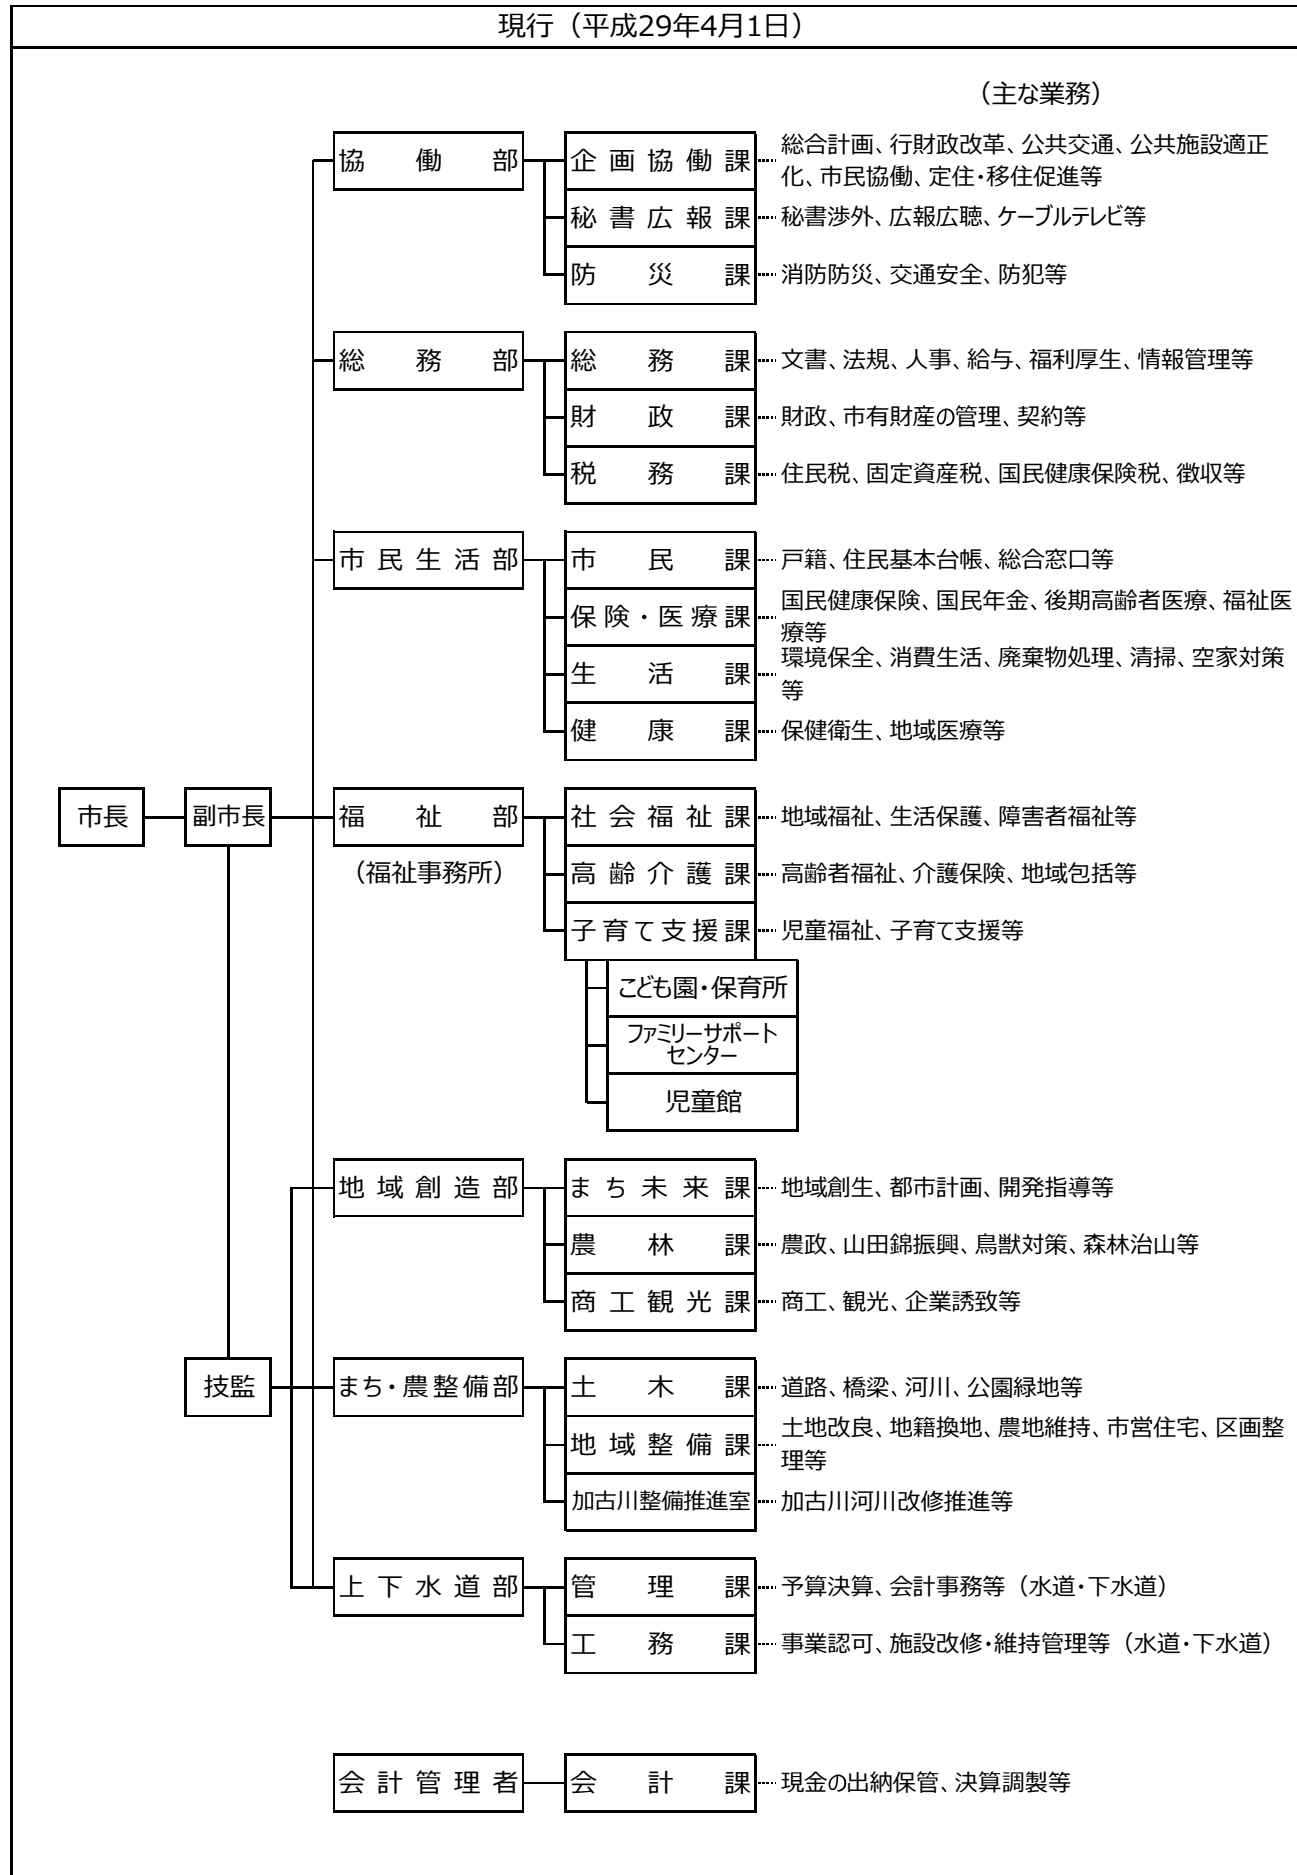 現行（平成29年4月1日）
（主な業務）
協働部
企画協働課
総合計画、行財政改革、公共交通、公共施設適正
化、市民協働、定住・移住促進等
秘書広報課
秘書渉外、広報広聴、ケーブルテレビ等
防災課
消防防災、交通安全、防犯等
総務部
総務課
文書、法規、人事、給与、福利厚生、情報管理等
財政課
財政、市有財産の管理、契約等
税務課
住民税、固定資産税、国民健康保険税、徴収等
市民生活部
市民課
戸籍、住民基本台帳、総合窓口等
保険・医療課
国民健康保険、国民年金、後期高齢者医療、福祉医
療等
生活課
環境保全、消費生活、廃棄物処理、清掃、空家対策
等
健康課
保健衛生、地域医療等
市長
副市長
福祉部
（福祉事務所）
社会福祉課
地域福祉、生活保護、障害者福祉等
高齢介護課
高齢者福祉、介護保険、地域包括等
子育て支援課
児童福祉、子育て支援等
こども園・保育所
ファミリーサポート
センター
児童館
地域創造部
まち未来課
地域創生、都市計画、開発指導等
農林課
農政、山田錦振興、鳥獣対策、森林治山等
商工観光課
商工、観光、企業誘致等
技監
まち・農整備部
土木課
道路、橋梁、河川、公園緑地等
地域整備課
土地改良、地籍換地、農地維持、市営住宅、区画整
理等
加古川整備推進室
加古川河川改修推進等
上下水道部
管理課
予算決算、会計事務等（水道・下水道）
工務課
事業認可、施設改修・維持管理等（水道・下水道）
会計管理者
会計課
現金の出納保管、決算調製等